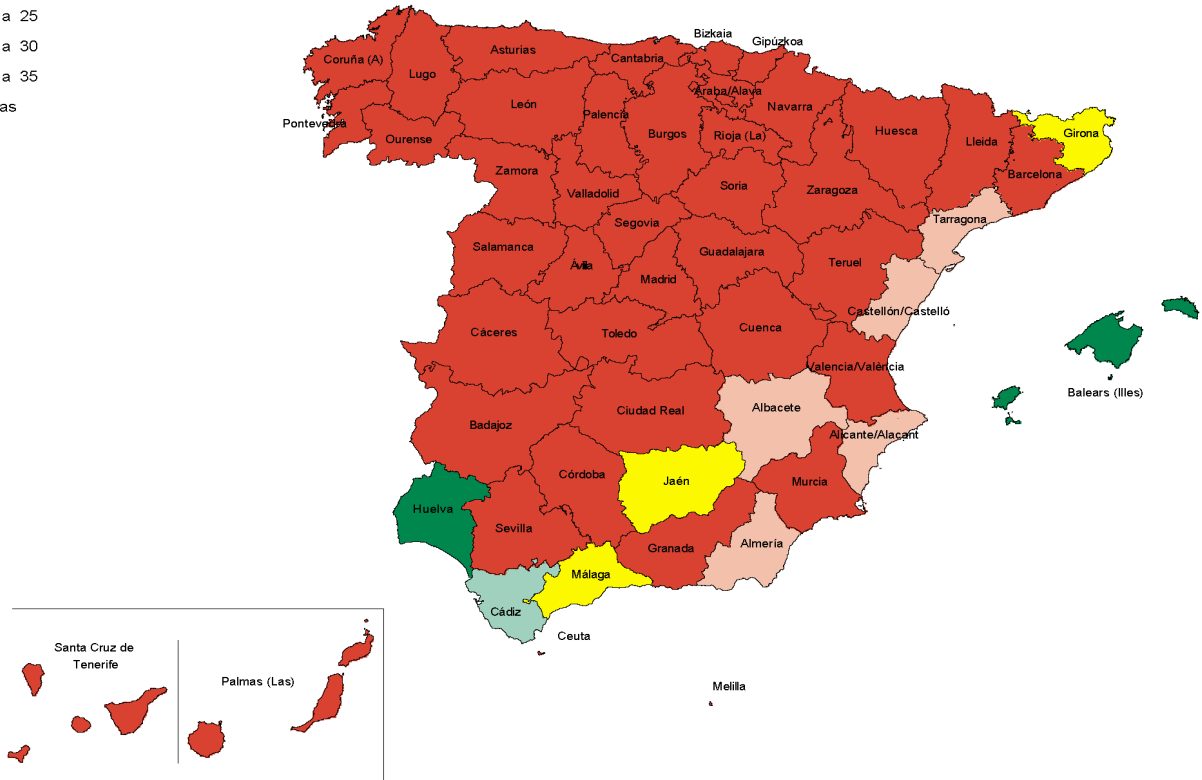 a 25
a 30
a 35
as
Bizkaia
Gipúzkoa
Asturias
Cantabria
Coruña (A)
Lugo
Araba/Alava
León
Navarra
Palencia
Pontevedra
Burgos
Rioja (La)
Huesca
Girona
Ourense
Lleida
Zamora
Barcelona
Valladolid
Soria
Zaragoza
Segovia
Tarragona
Salamanca
Guadalajara
Teruel
Ávila
Madrid
Castellón/Castelló
Cáceres
Toledo
Cuenca
Valencia/València
Balears (Illes)
Albacete
Ciudad Real
Badajoz
Alicante/Alacant
Córdoba
Jaén
Murcia
Huelva
Sevilla
Granada
Almería
Málaga
Cádiz
Ceuta
Santa Cruz de
Tenerife
Palmas (Las)
Melilla